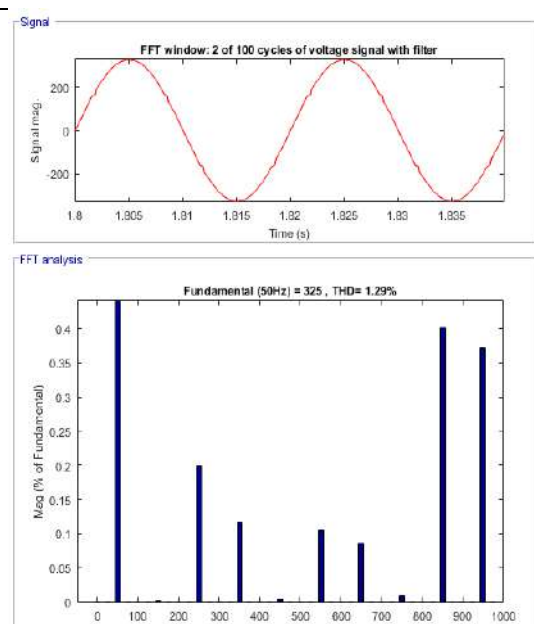 Signal
FFT window: 2 of 100 cycles of voltage signal with filter
200
0
-200
Signal mag.
1.8 1.805 1.81 1.815 1.82 1.825 1.83 1.835
Time (s)
FFT analysis
Fundamental (50Hz) = 325 , THD= 1.29%
0.4
0.35
0.3
0.25
0.2
0.15
0.1
0.05
0
Mag (% of Fundamental)
0 100 200 300 400 500 600 700 800 900 1000